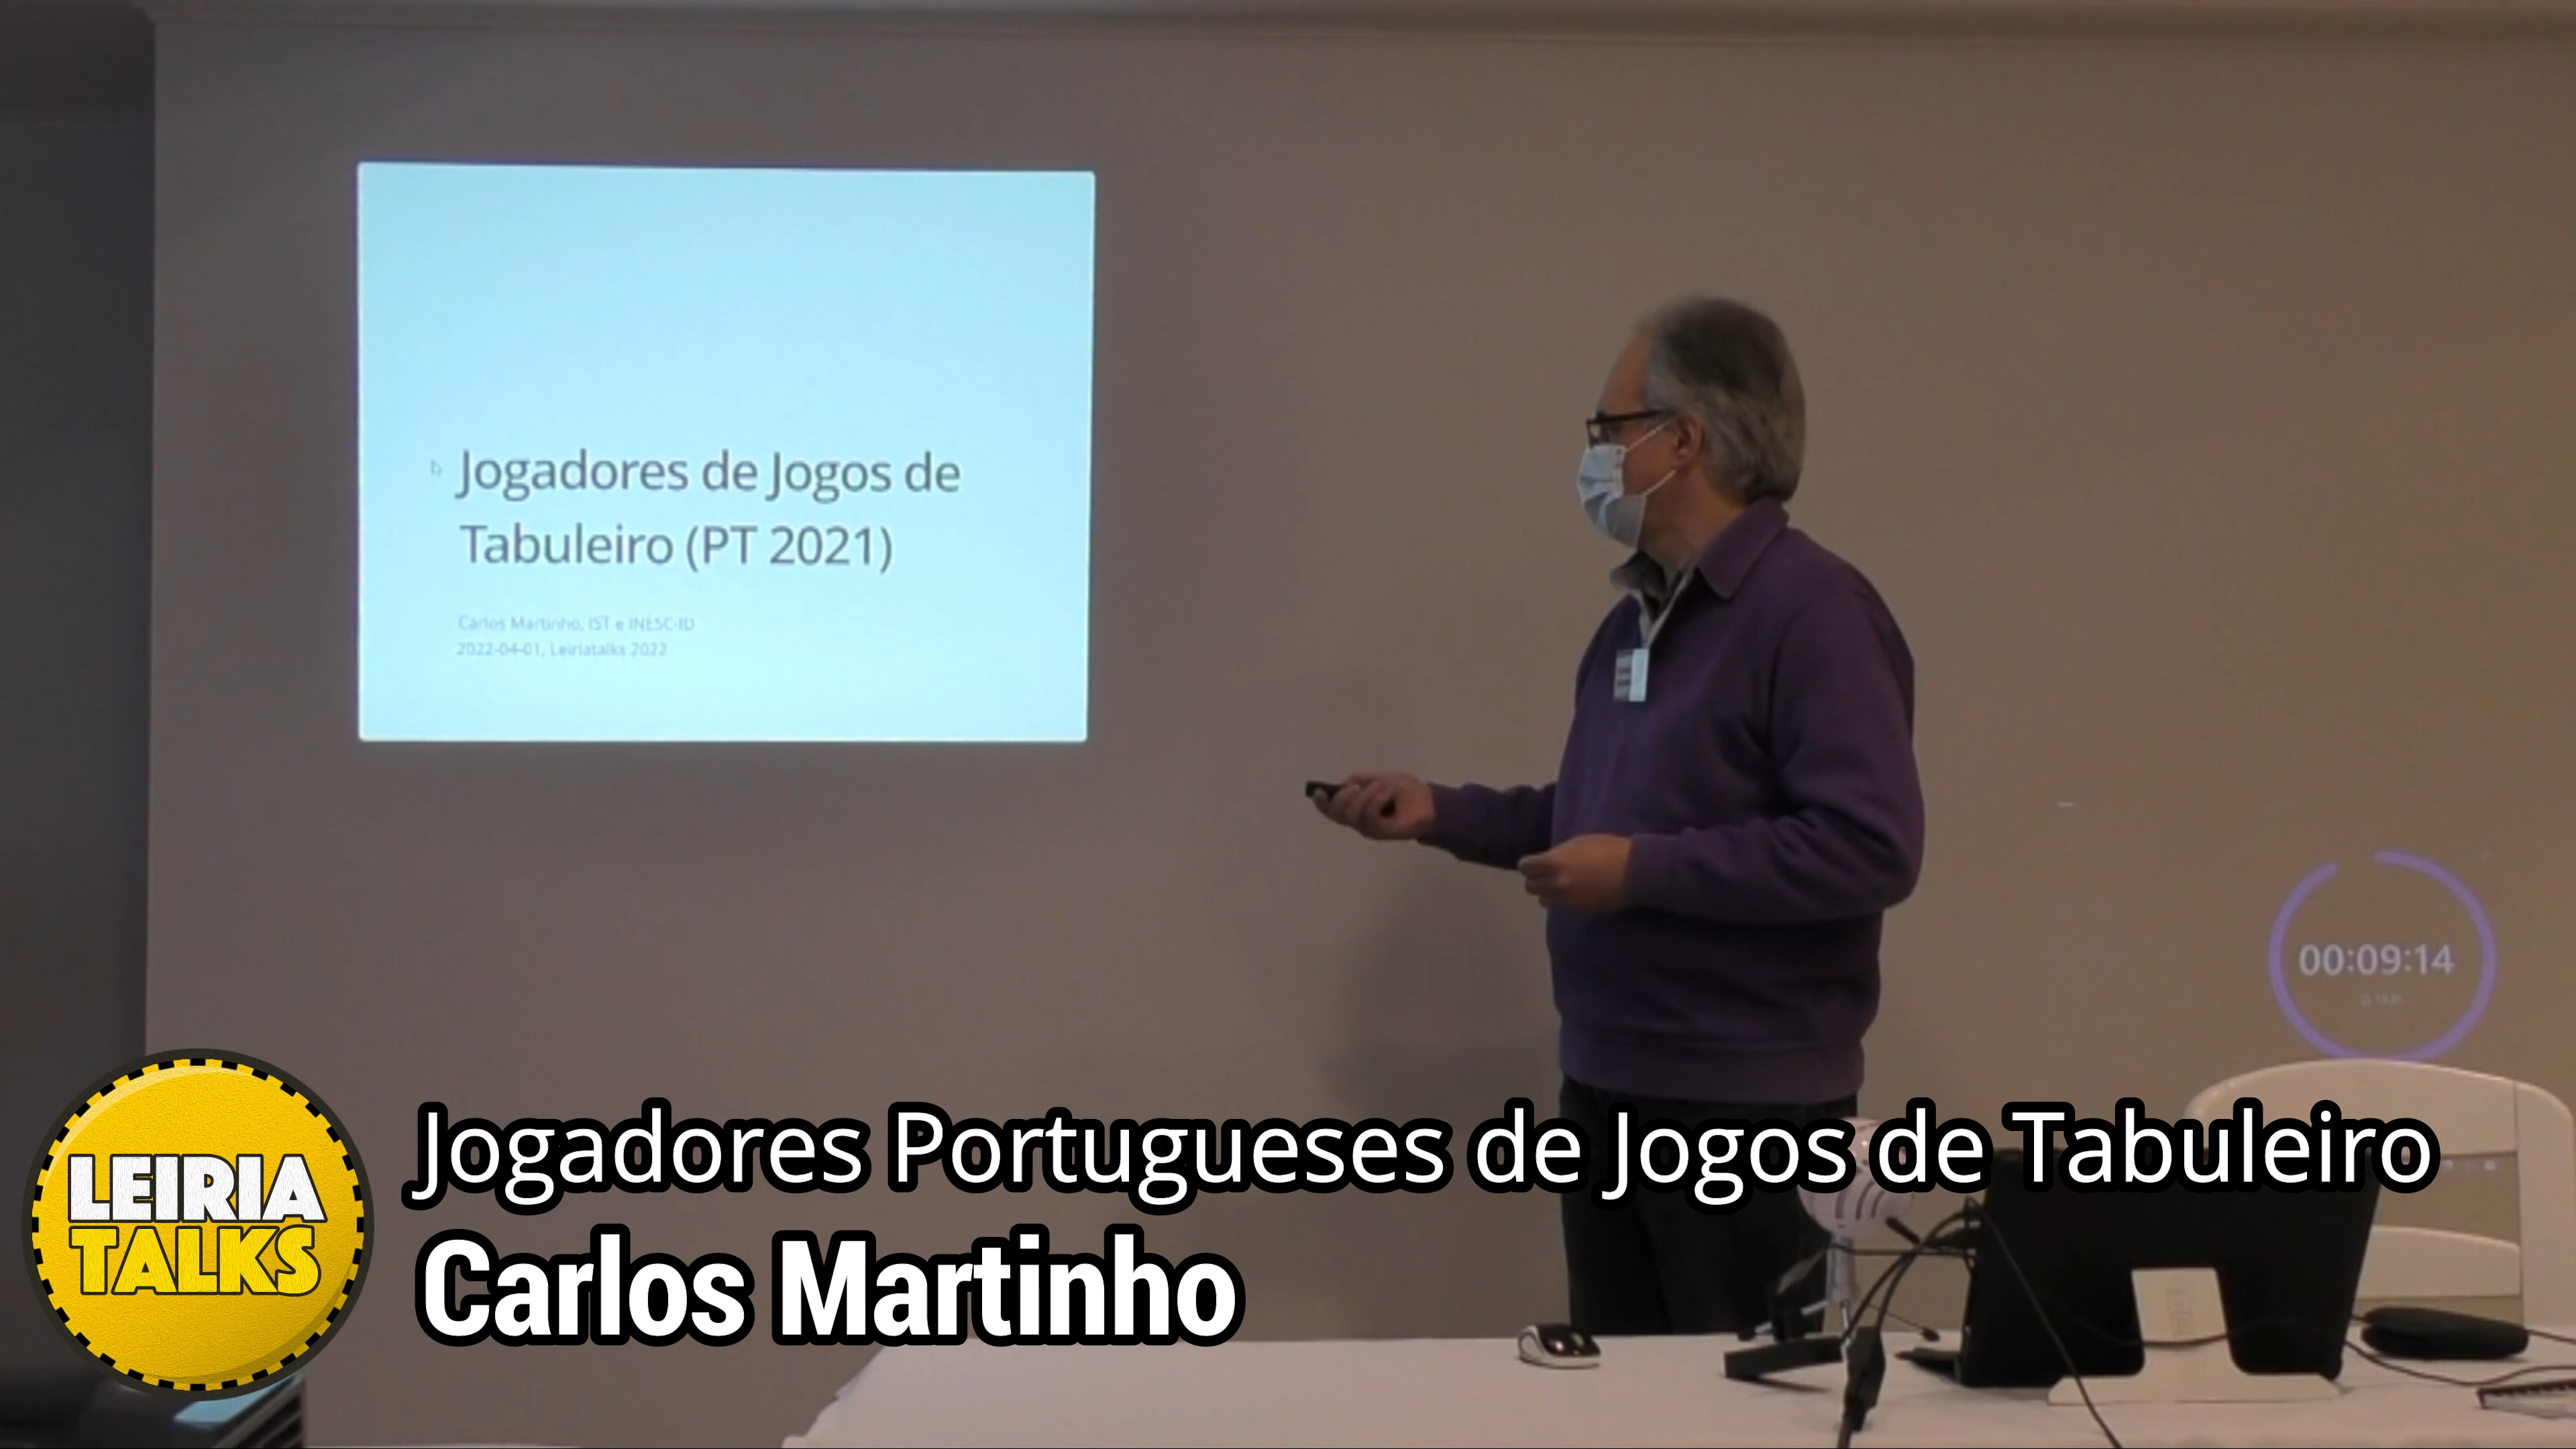 Jogadores de Jogos de
Tabuleiro (PT 2021)
Carlos Martinho, IST e INESC-ID
2022-04-01, Leiriatalks 2022
00:09:14
LEIRIA
TALKS
Jogadores Portugueses de Jogos de Tabuleiro
Carlos Martinho